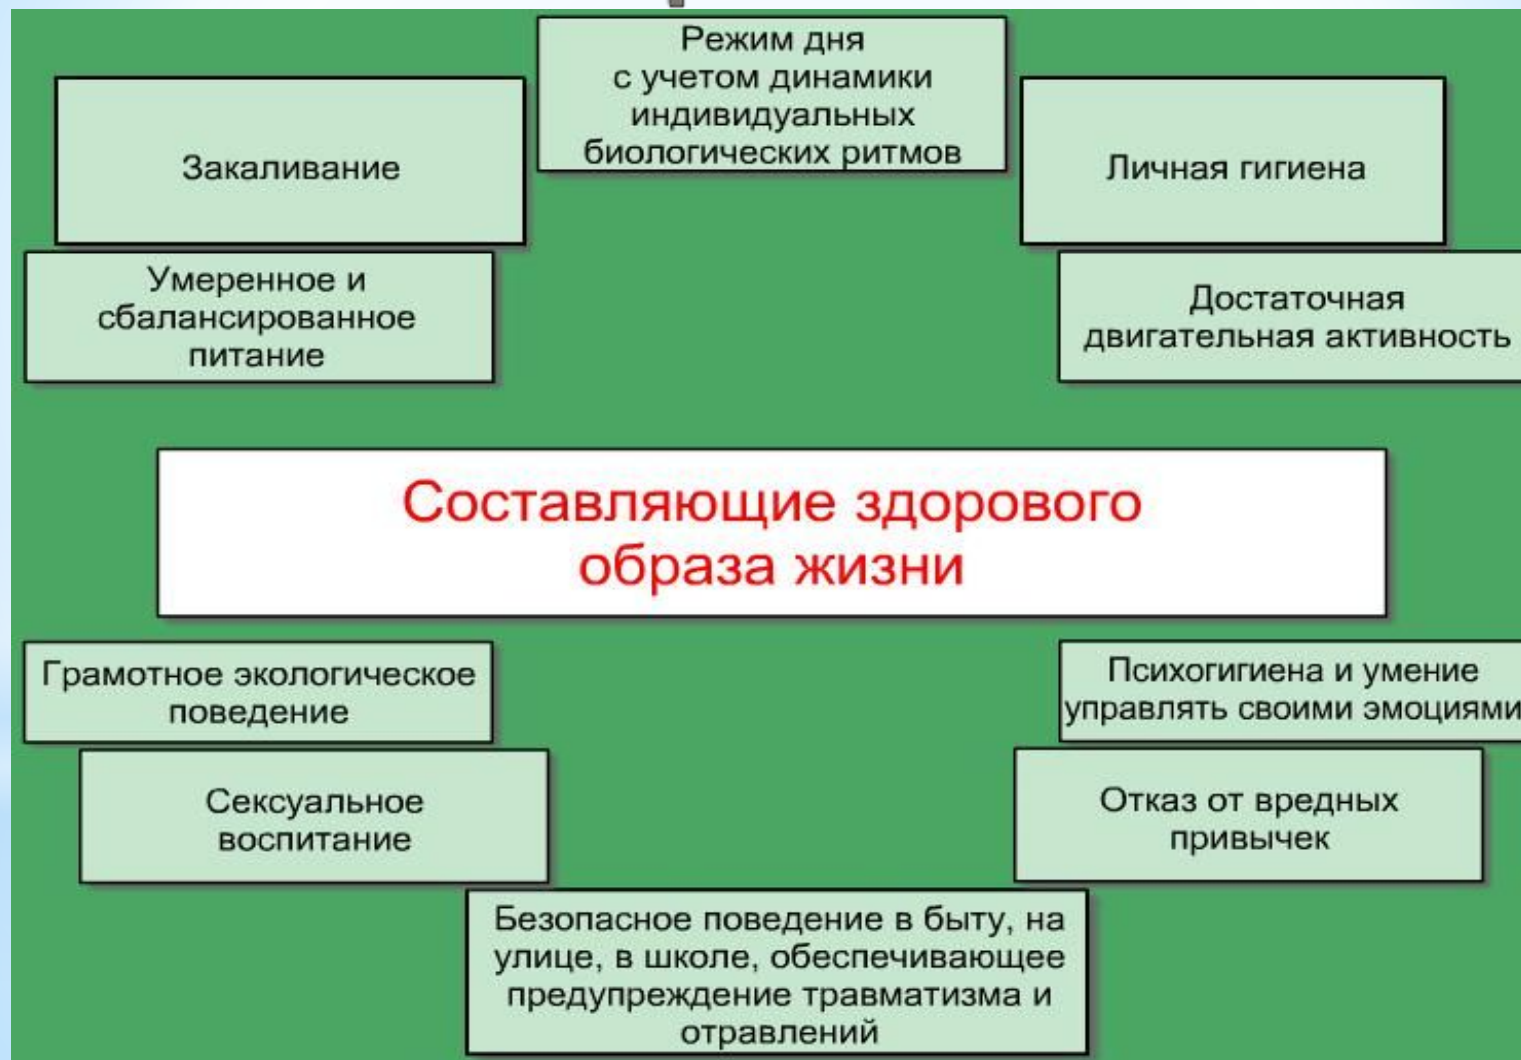 Режим дня
с учетом динамики
индивидуальных
биологических ритмов
Закаливание
Личная гигиена
Умеренное и
сбалансированное
питание
Достаточная
двигательная активность
Составляющие здорового
образа жизни
Грамотное экологическое
поведение
Психогигиена и умение
управлять своими эмоциями
Сексуальное
воспитание
Отказ от вредных
привычек
Безопасное поведение в быту, на
улице, в школе, обеспечивающее
предупреждение травматизма и
отравлений